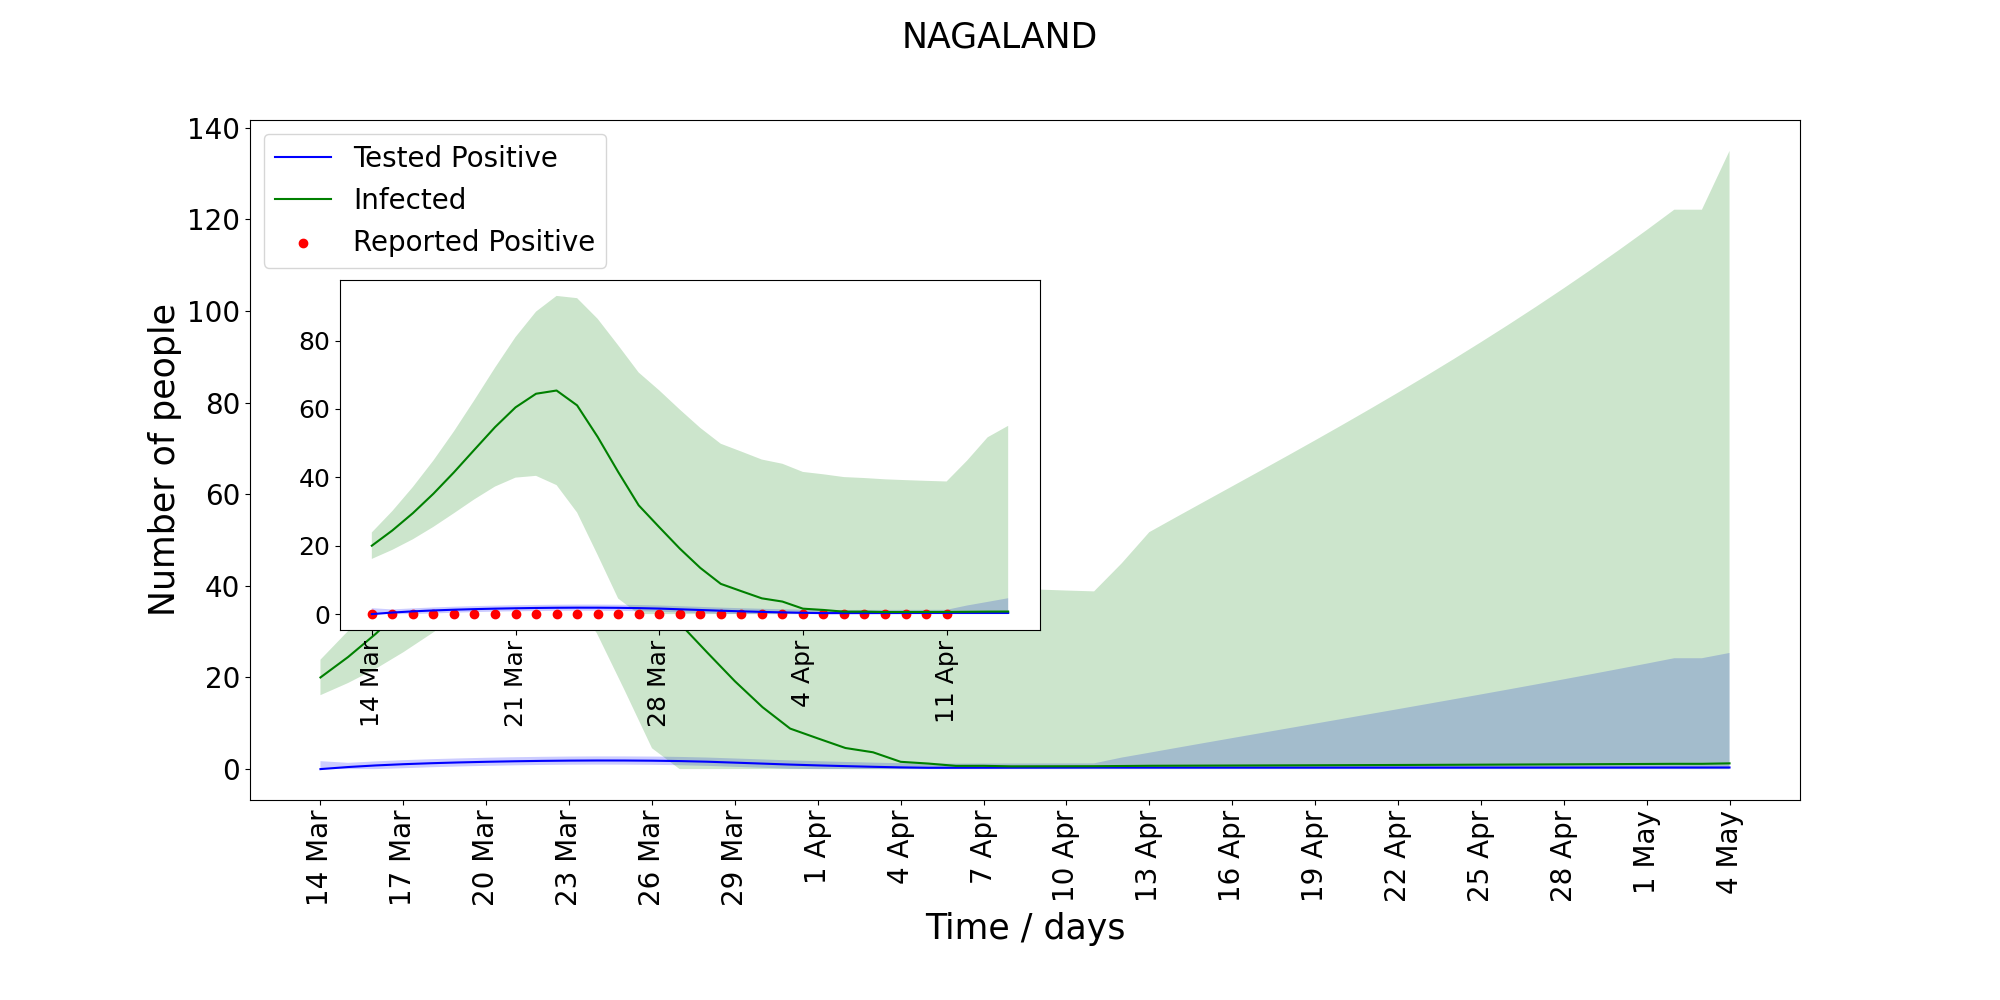 NAGALAND
140
120
100
80
60
40
20
0
Number of people
Tested Positive
Infected
Reported Positive
80
60
40
20
0
14 Mar
21 Mar
28 Mar
4 Apr
11 Apr
14 Mar
17 Mar
20 Mar
23 Mar
26 Mar
29 Mar
1 Apr
4 Apr
7 Apr
10 Apr
13 Apr
16 Apr
19 Apr
22 Apr
25 Apr
28 Apr
1 May
4 May
Time / days